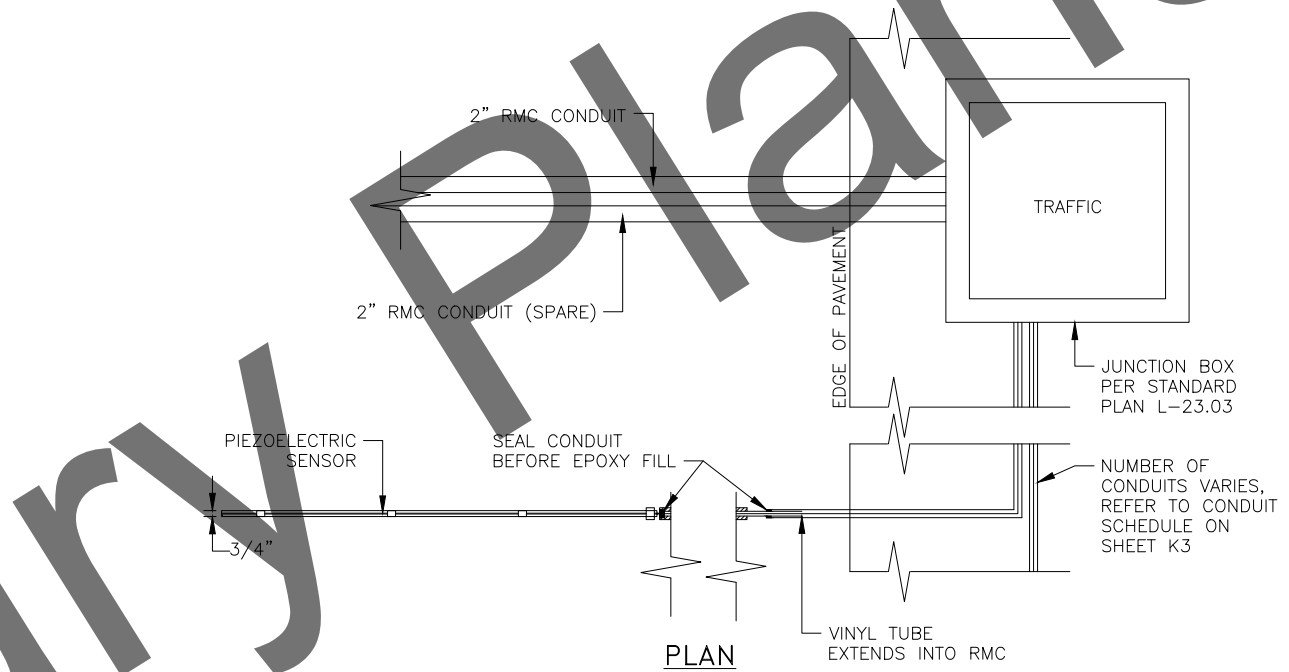 2” RMC CONDUIT
TRAFFIC
EDGE OF PAVEMENT
2” RMC CONDUIT (SPARE)
JUNCTION BOX
PER STANDARD
PLAN L-23.03
PIEZOELECTRIC
SENSOR
SEAL CONDUIT
BEFORE EPOXY FILL
NUMBER OF
CONDUITS VARIES,
REFER TO CONDUIT
SCHEDULE ON
SHEET K3
3/4”
VINYL TUBE
EXTENDS INTO RMC
PLAN